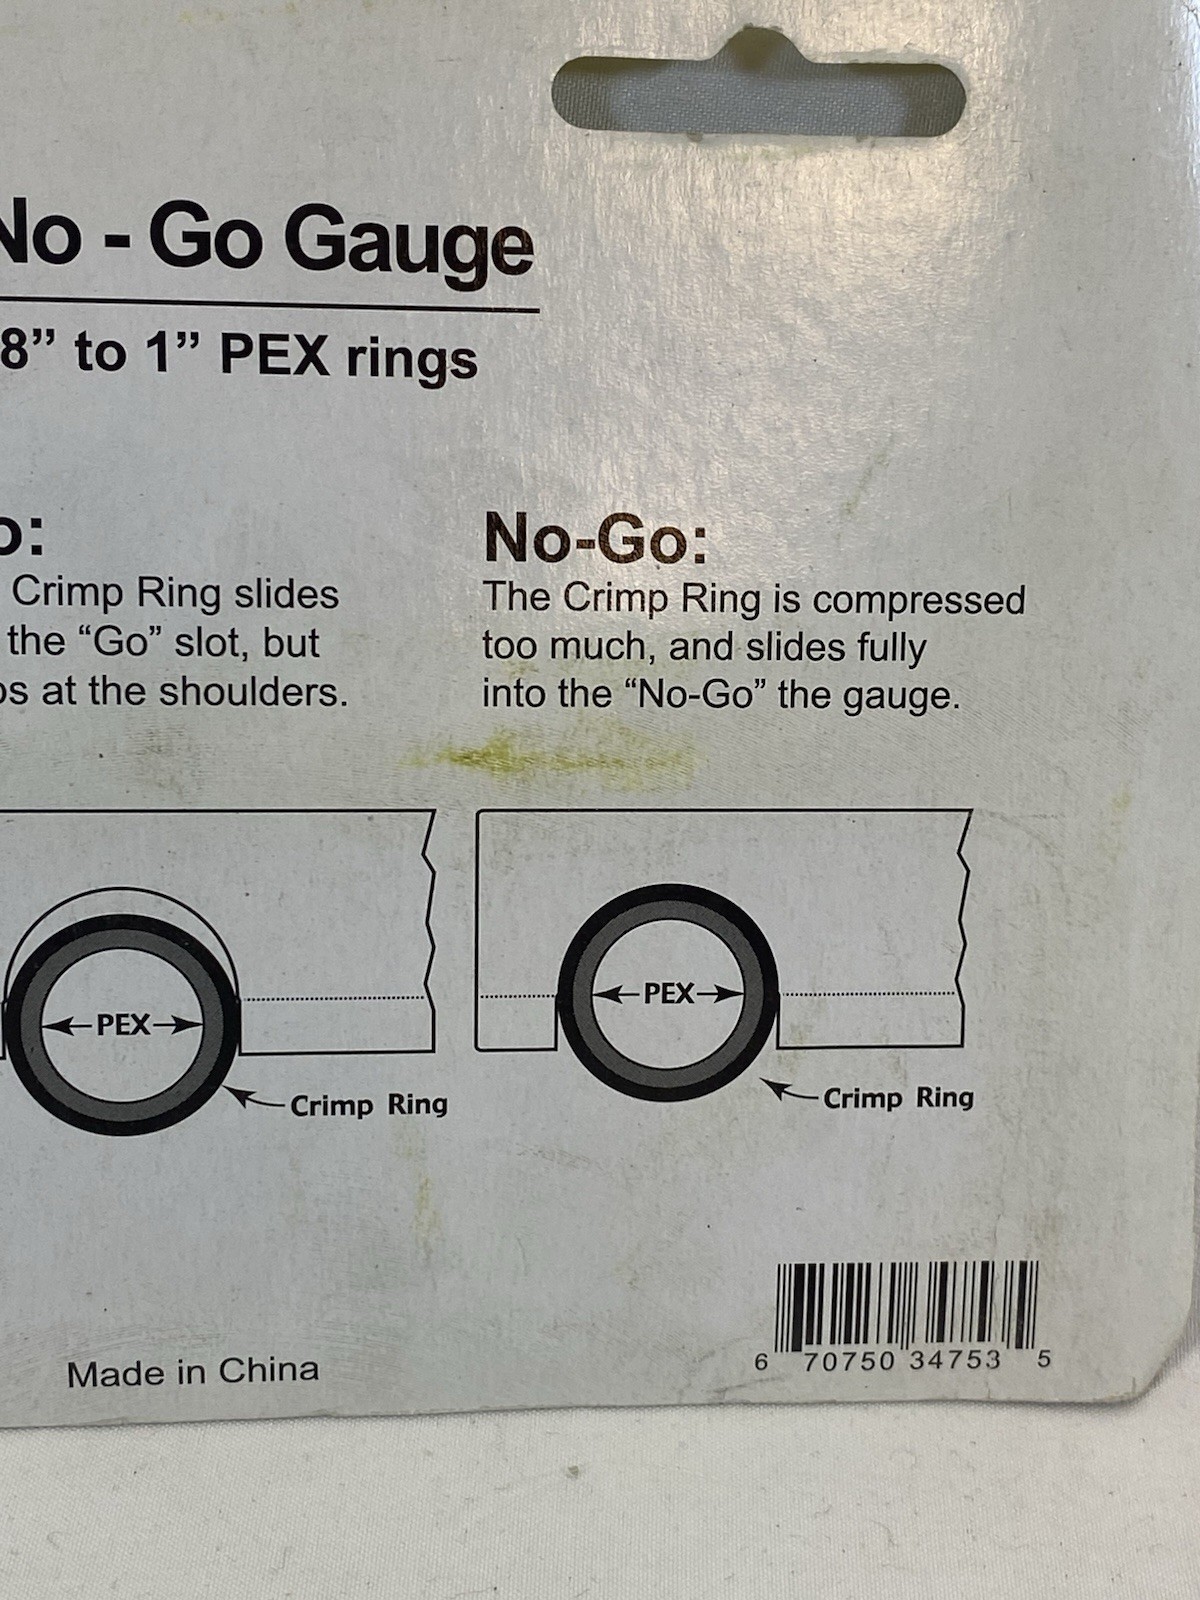 No - Go Gauge
8” to 1” PEX rings
o:
Crimp Ring slides
the “Go” slot, but
ps at the shoulders.
No-Go:
The Crimp Ring is compressed
too much, and slides fully
into the “No-Go” the gauge.
PEX
Crimp Ring
PEX
Crimp Ring
Made in China
6 70750 34753 5